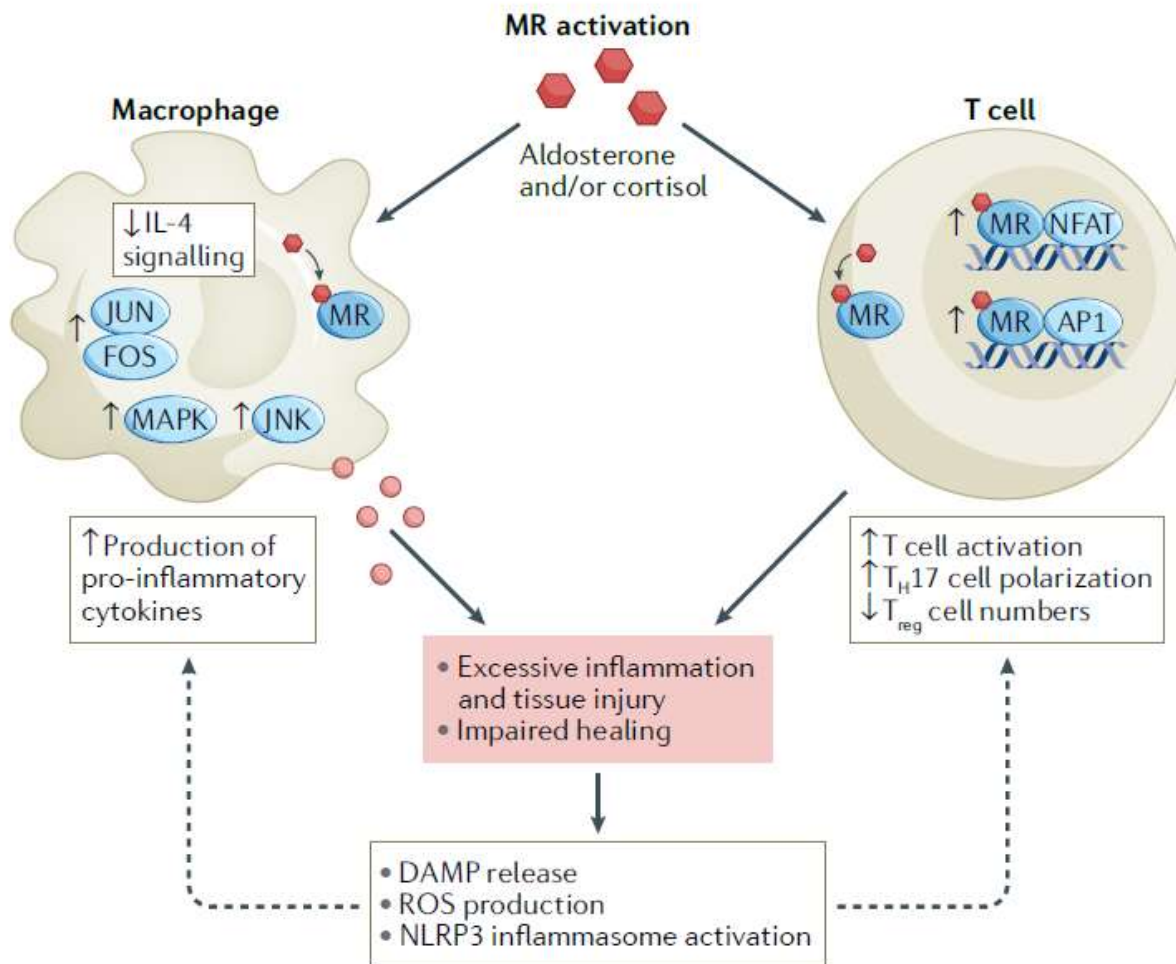 MR activation
Macrophage
T cell
Aldosterone
and/or cortisol
↓IL-4
signalling
JUN
↑
FOS
MR
↑ MAPK
↑ JNK
↑ MR NFAT
MR
↑ MR AP1
↑Production of
pro-inflammatory
cytokines
↑T cell activation
↑T_H17 cell polarization
↓T_reg cell numbers
• Excessive inflammation
and tissue injury
• Impaired healing
• DAMP release
• ROS production
• NLRP3 inflammasome activation